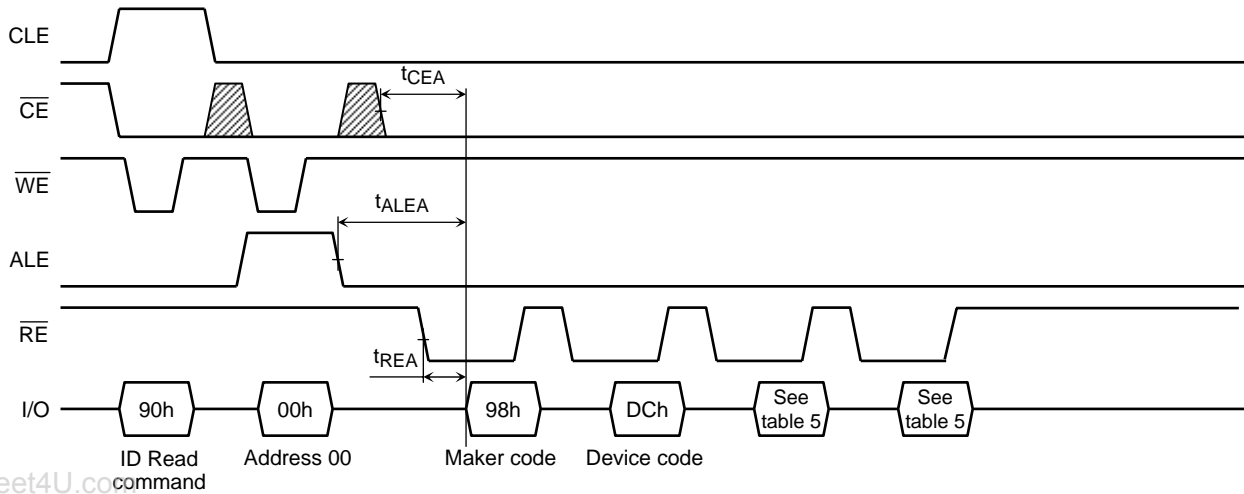 CLE
CE
tCEA
WE
tALEA
ALE
RE
tREA
I/O
90h
00h
98h
DCh
See
table 5
See
table 5
ID Read
command
Address 00
Maker code
Device code
eet4U.com